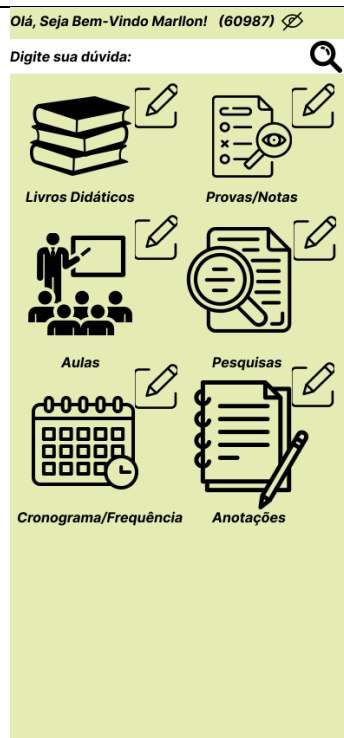 Olá, Seja Bem-Vindo Marllon! (60987)
Digite sua dúvida:
Livros Didáticos
Provas/Notas
Aulas
Pesquisas
Cronograma/Frequência
Anotações